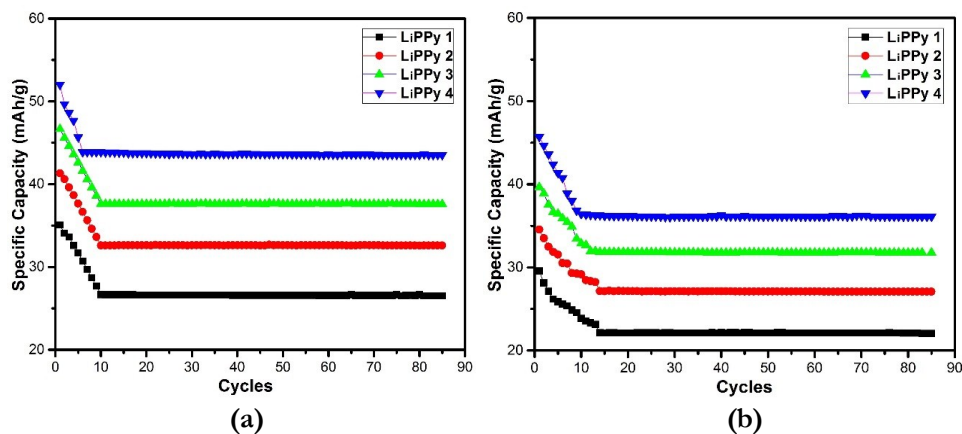 60
50
40
30
20
Specific Capacity (mAh/g)
0 10 20 30 40 50 60 70 80 90
Cycles
LiPPy 1
LiPPy 2
LiPPy 3
LiPPy 4
(a)
60
50
40
30
20
Specific Capacity (mAh/g)
0 10 20 30 40 50 60 70 80 90
Cycles
LiPPy 1
LiPPy 2
LiPPy 3
LiPPy 4
(b)